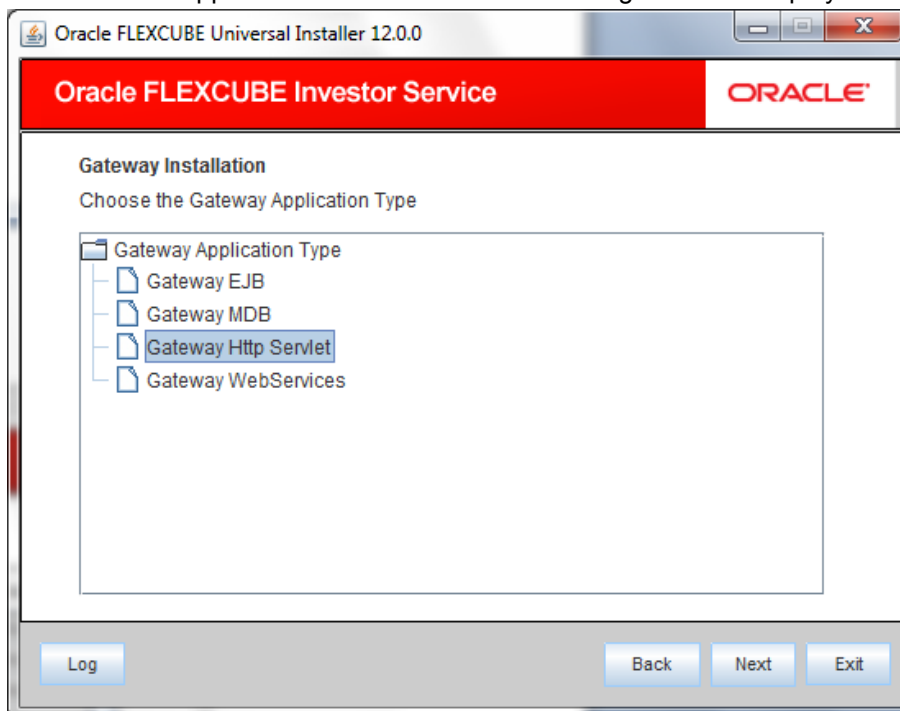 Oracle FLEXCUBE Universal Installer 12.0.0
Oracle FLEXCUBE Investor Service
ORACLE
Gateway Installation
Choose the Gateway Application Type
Gateway Application Type
Gateway EJB
Gateway MDB
Gateway Http Servlet
Gateway WebServices
Log
Back Next Exit